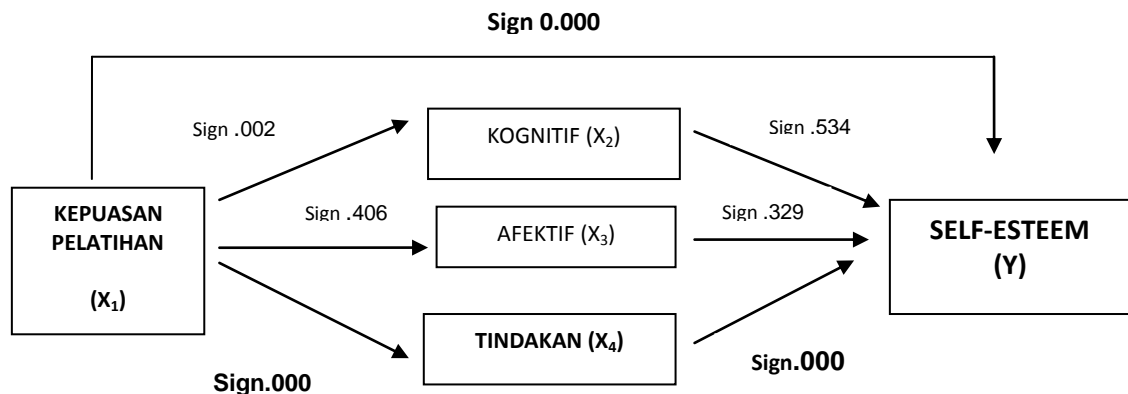 Sign 0.000
Sign .002
KOGNITIF (X₂)
Sign .534
KEPUASAN
PELATIHAN
(X₁)
Sign .406
AFEKTIF (X₃)
Sign .329
SELF-ESTEEM
(Y)
TINDAKAN (X₄)
Sign.000
Sign.000